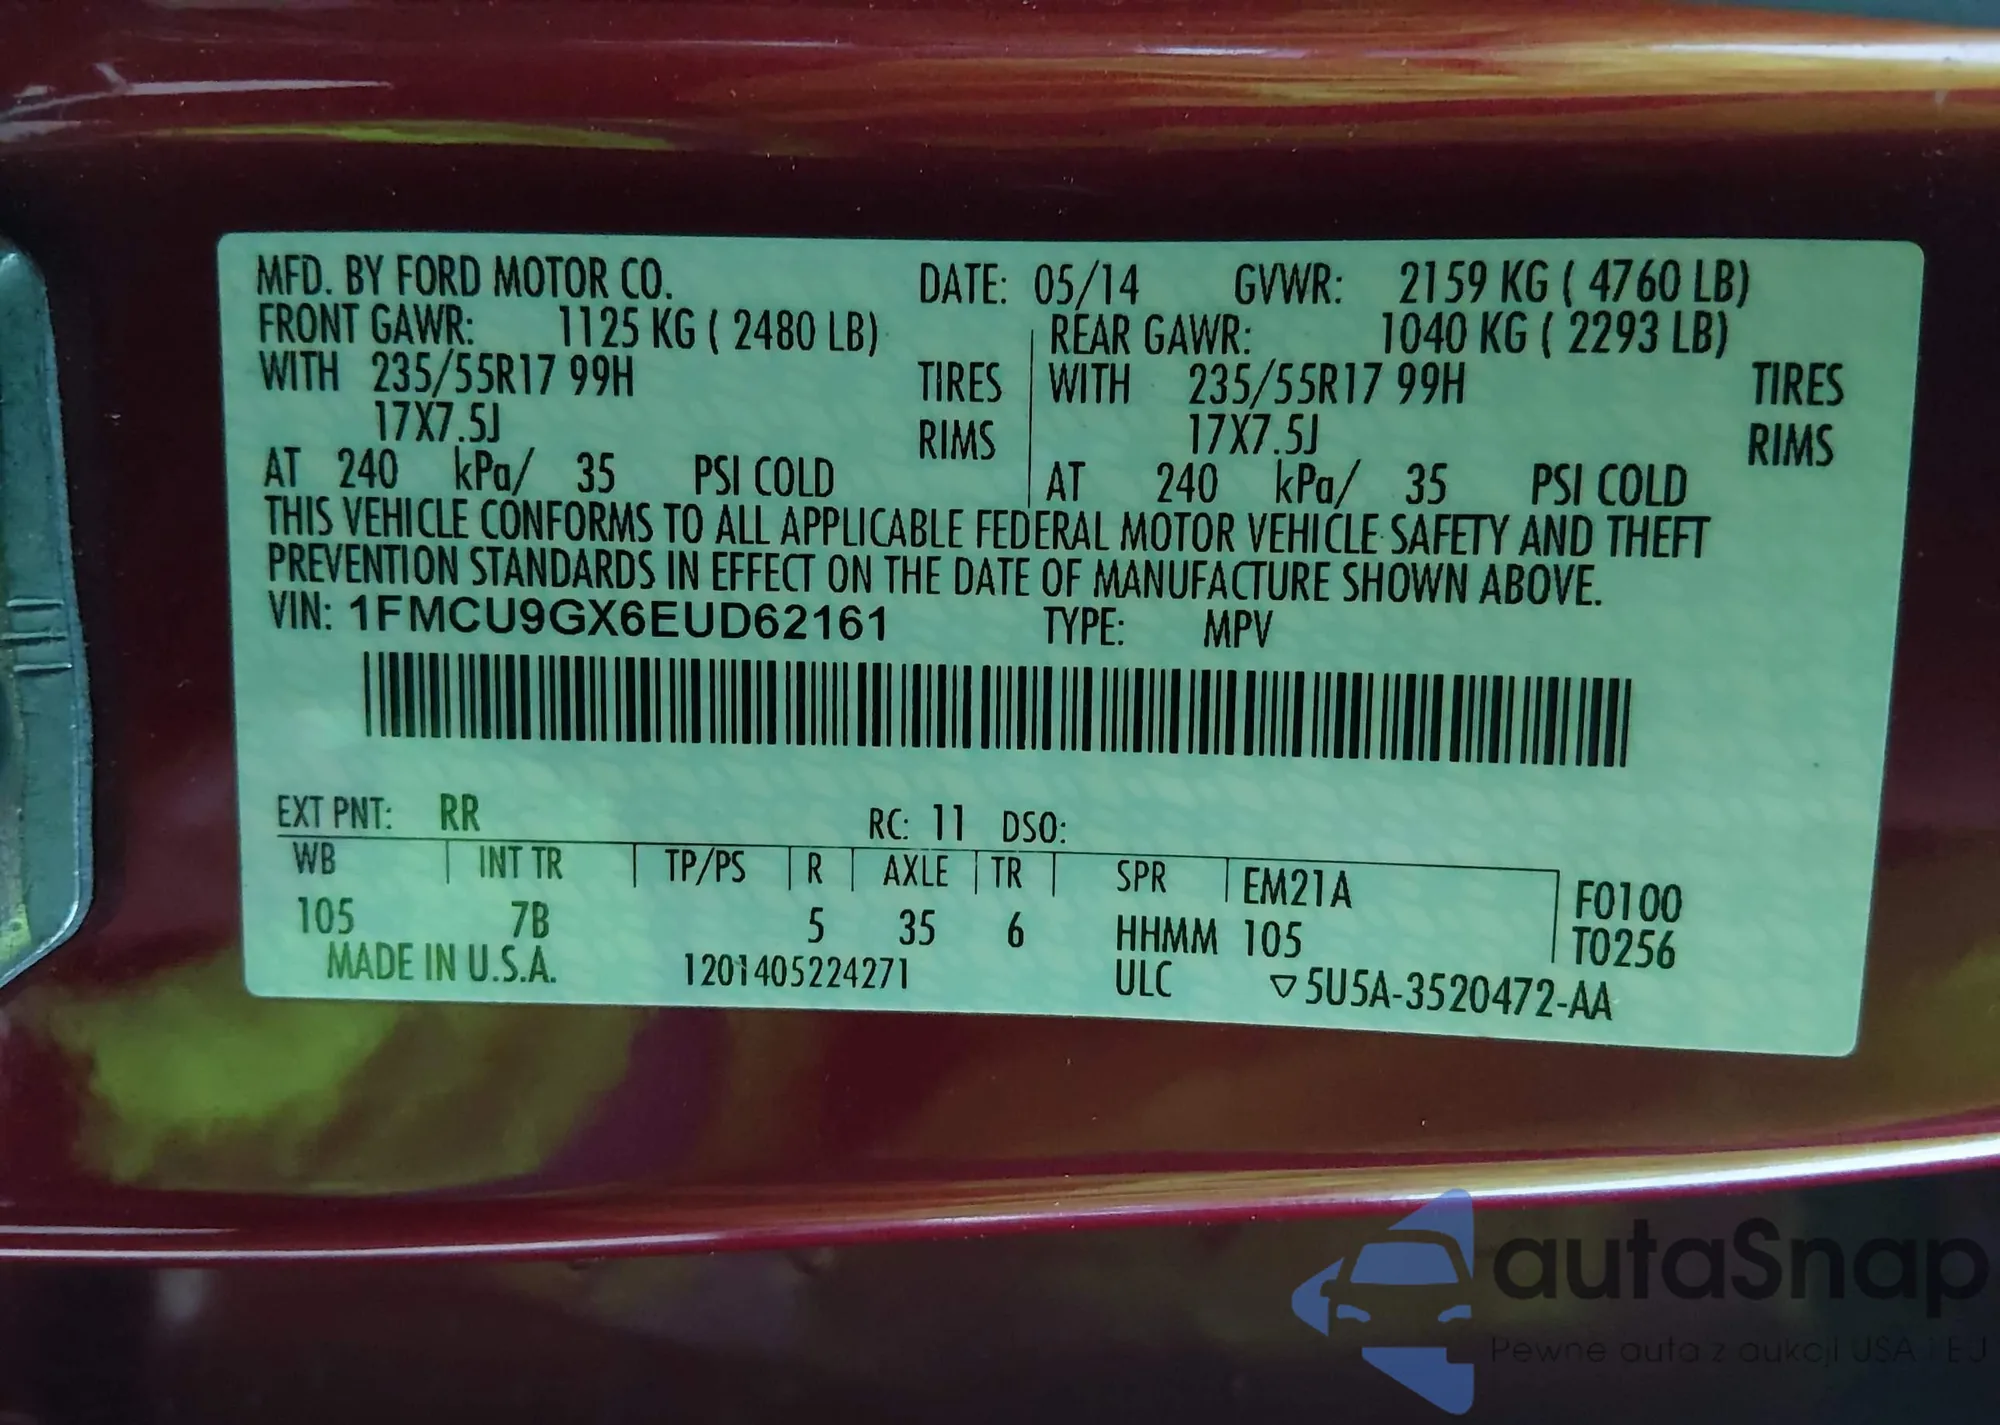 MFD. BY FORD MOTOR CO. DATE: 05/14 GVWR: 2159 KG ( 4760 LB)
FRONT GAWR: 1125 KG ( 2480 LB) REAR GAWR: 1040 KG ( 2293 LB)
WITH 235/55R17 99H TIRES WITH 235/55R17 99H TIRES
17X7.5J RIMS 17X7.5J RIMS
AT 240 kPa/ 35 PSI COLD AT 240 kPa/ 35 PSI COLD
THIS VEHICLE CONFORMS TO ALL APPLICABLE FEDERAL MOTOR VEHICLE SAFETY AND THEFT
PREVENTION STANDARDS IN EFFECT ON THE DATE OF MANUFACTURE SHOWN ABOVE.
VIN: 1FMCU9GX6EUD62161 TYPE: MPV
EXT PNT: RR RC: 11 DSO:
WB INT TR TP/PS R AXLE TR SPR EM21A F0100
105 7B 5 35 6 HHMM 105 T0256
MADE IN U.S.A. 1201405224271 ULC ▽5U5A-3520472-AA
autaSnap
Pewne auta z aukcji USA i EU